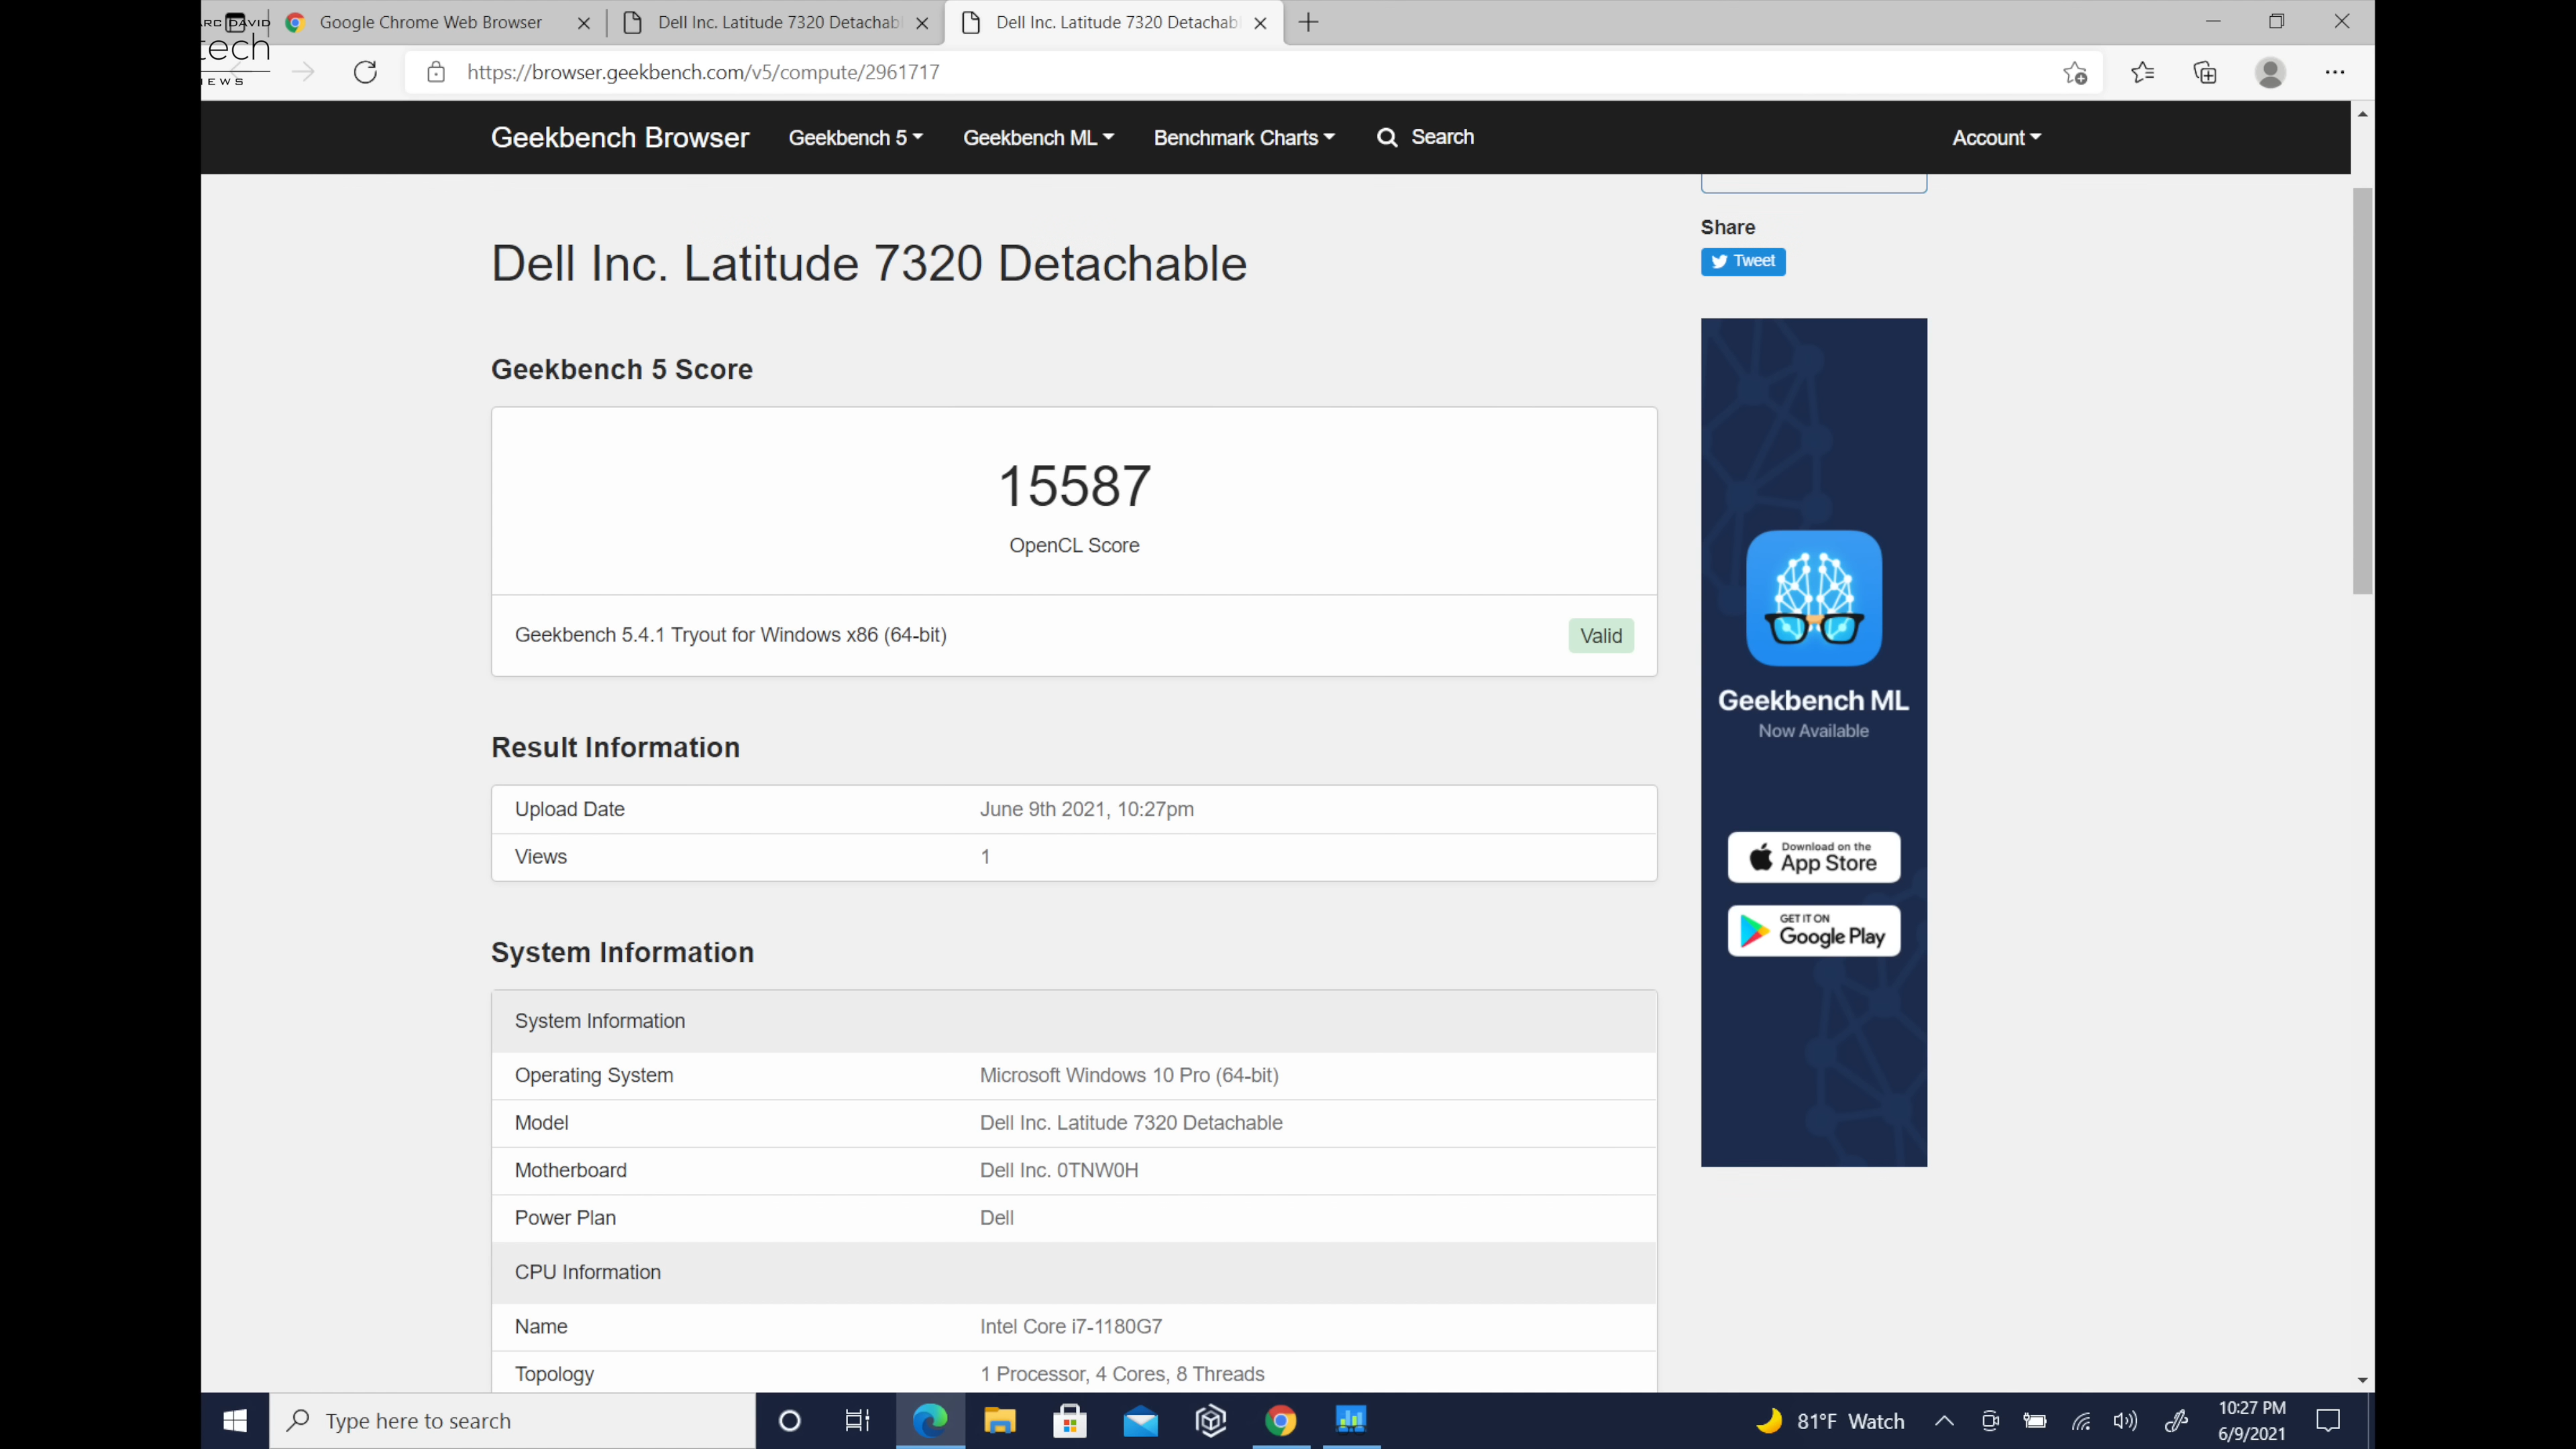 ARC DAVID
tech
NEWS
Google Chrome Web Browser
Dell Inc. Latitude 7320 Detachab
Dell Inc. Latitude 7320 Detachab
https://browser.geekbench.com/v5/compute/2961717
Geekbench Browser
Geekbench 5
Geekbench ML
Benchmark Charts
Search
Account
Dell Inc. Latitude 7320 Detachable
Geekbench 5 Score
15587
OpenCL Score
Geekbench 5.4.1 Tryout for Windows x86 (64-bit)
Valid
Result Information
Upload Date June 9th 2021, 10:27pm
Views 1
System Information
System Information
Operating System Microsoft Windows 10 Pro (64-bit)
Model Dell Inc. Latitude 7320 Detachable
Motherboard Dell Inc. 0TNW0H
Power Plan Dell
CPU Information
Name Intel Core i7-1180G7
Topology 1 Processor, 4 Cores, 8 Threads
Share
Tweet
Geekbench ML
Now Available
Download on the
App Store
GET IT ON
Google Play
Type here to search
81°F Watch
10:27 PM
6/9/2021